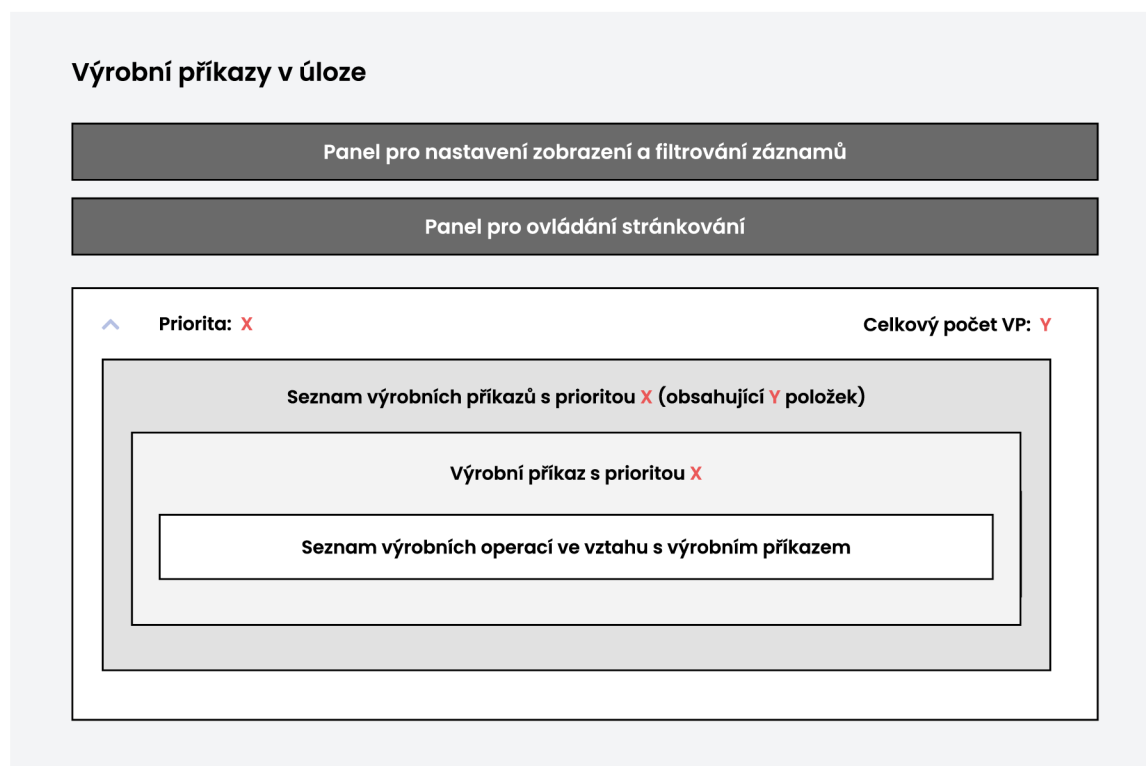 Výrobní příkazy v úloze
Panel pro nastavení zobrazení a filtrování záznamů
Panel pro ovládání stránkování
Priorita: X
Celkový počet VP: Y
Seznam výrobních příkazů s prioritou X (obsahující Y položek)
Výrobní příkaz s prioritou X
Seznam výrobních operací ve vztahu s výrobním příkazem